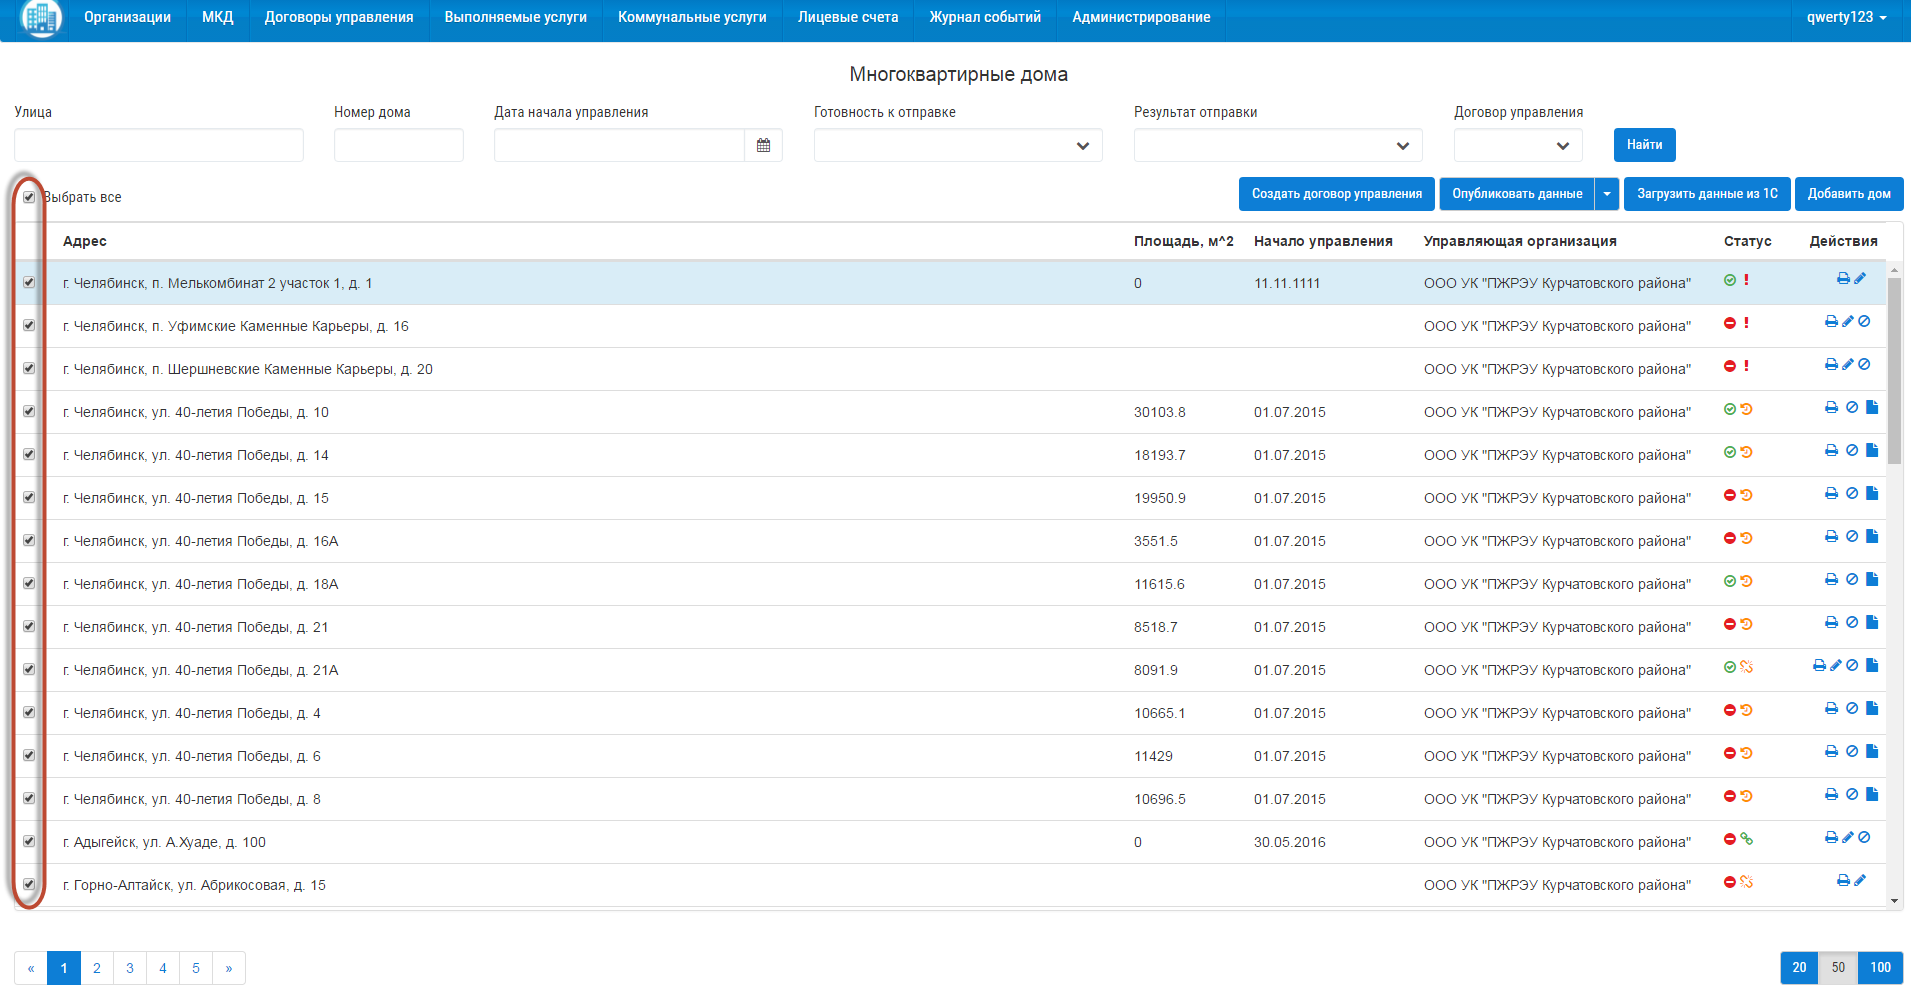 Организации МКД Договоры управления Выполняемые услуги Коммунальные услуги Лицевые счета Журнал событий Администрирование qwerty123
Многоквартирные дома
Улица Номер дома Дата начала управления Готовность к отправке Результат отправки Договор управления
Найти
Выбрать все Создать договор управления Опубликовать данные Загрузить данные из 1С Добавить дом
Адрес Площадь, м^2 Начало управления Управляющая организация Статус Действия
г. Челябинск, п. Мелькомбинат 2 участок 1, д. 1 0 11.11.1111 ООО УК "ПЖРЭУ Курчатовского района"
г. Челябинск, п. Уфимские Каменные Карьеры, д. 16 ООО УК "ПЖРЭУ Курчатовского района"
г. Челябинск, п. Шершневские Каменные Карьеры, д. 20 ООО УК "ПЖРЭУ Курчатовского района"
г. Челябинск, ул. 40-летия Победы, д. 10 30103.8 01.07.2015 ООО УК "ПЖРЭУ Курчатовского района"
г. Челябинск, ул. 40-летия Победы, д. 14 18193.7 01.07.2015 ООО УК "ПЖРЭУ Курчатовского района"
г. Челябинск, ул. 40-летия Победы, д. 15 19950.9 01.07.2015 ООО УК "ПЖРЭУ Курчатовского района"
г. Челябинск, ул. 40-летия Победы, д. 16А 3551.5 01.07.2015 ООО УК "ПЖРЭУ Курчатовского района"
г. Челябинск, ул. 40-летия Победы, д. 18А 11615.6 01.07.2015 ООО УК "ПЖРЭУ Курчатовского района"
г. Челябинск, ул. 40-летия Победы, д. 21 8518.7 01.07.2015 ООО УК "ПЖРЭУ Курчатовского района"
г. Челябинск, ул. 40-летия Победы, д. 21А 8091.9 01.07.2015 ООО УК "ПЖРЭУ Курчатовского района"
г. Челябинск, ул. 40-летия Победы, д. 4 10665.1 01.07.2015 ООО УК "ПЖРЭУ Курчатовского района"
г. Челябинск, ул. 40-летия Победы, д. 6 11429 01.07.2015 ООО УК "ПЖРЭУ Курчатовского района"
г. Челябинск, ул. 40-летия Победы, д. 8 10696.5 01.07.2015 ООО УК "ПЖРЭУ Курчатовского района"
г. Адыгейск, ул. А.Хуаде, д. 100 0 30.05.2016 ООО УК "ПЖРЭУ Курчатовского района"
г. Горно-Алтайск, ул. Абрикосовая, д. 15 ООО УК "ПЖРЭУ Курчатовского района"
« 1 2 3 4 5 » 20 50 100